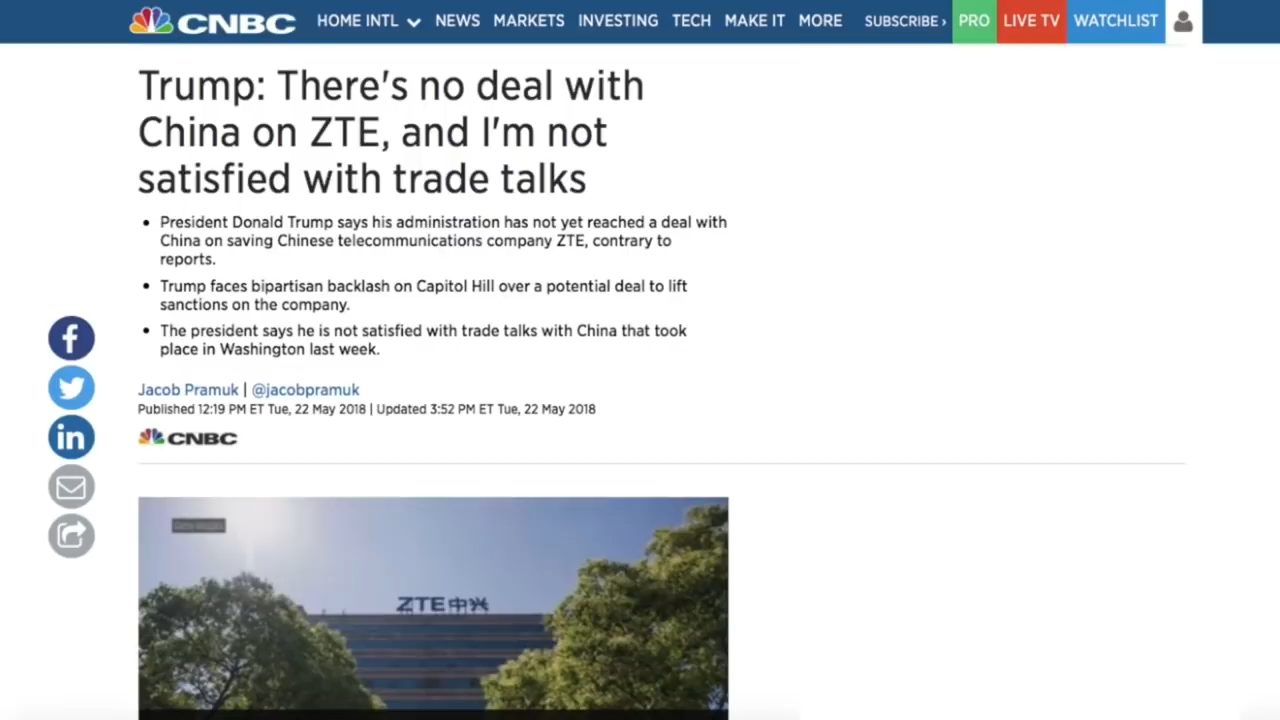 CNBC HOME INTL NEWS MARKETS INVESTING TECH MAKE IT MORE SUBSCRIBE › PRO LIVE TV WATCHLIST
Trump: There's no deal with
China on ZTE, and I'm not
satisfied with trade talks
• President Donald Trump says his administration has not yet reached a deal with
China on saving Chinese telecommunications company ZTE, contrary to
reports.
• Trump faces bipartisan backlash on Capitol Hill over a potential deal to lift
sanctions on the company.
• The president says he is not satisfied with trade talks with China that took
place in Washington last week.
Jacob Pramuk | @jacobpramuk
Published 12:19 PM ET Tue, 22 May 2018 | Updated 3:52 PM ET Tue, 22 May 2018
CNBC
ZTE中兴